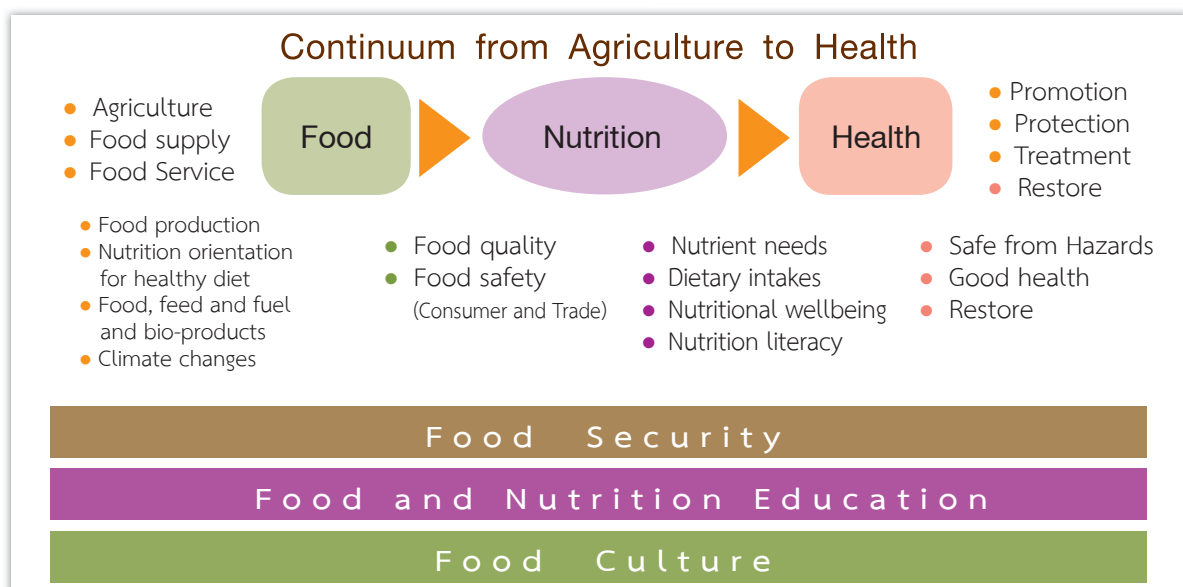 Continuum from Agriculture to Health
• Agriculture
• Food supply
• Food Service
Food
Nutrition
Health
• Promotion
• Protection
• Treatment
• Restore
• Food production
• Nutrition orientation
for healthy diet
• Food, feed and fuel
and bio-products
• Climate changes
• Food quality
• Food safety
(Consumer and Trade)
• Nutrient needs
• Dietary intakes
• Nutritional wellbeing
• Nutrition literacy
• Safe from Hazards
• Good health
• Restore
Food Security
Food and Nutrition Education
Food Culture